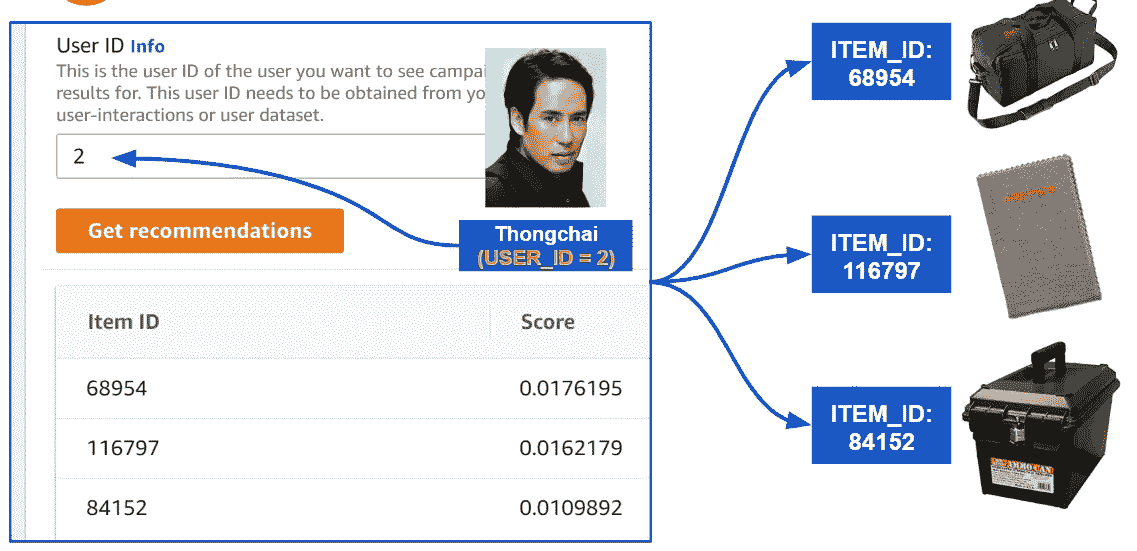 User ID Info
This is the user ID of the user you want to see campai
results for. This user ID needs to be obtained from yo
user-interactions or user dataset.
2
Get recommendations
Thongchai
(USER_ID = 2)
Item ID Score
68954 0.0176195
116797 0.0162179
84152 0.0109892
ITEM_ID:
68954
ITEM_ID:
116797
ITEM_ID:
84152
AMMO CAN